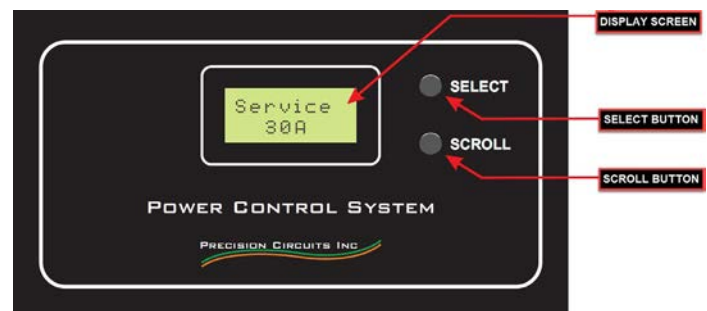 DISPLAY SCREEN
Service
30A
SELECT
SELECT BUTTON
SCROLL
SCROLL BUTTON
POWER CONTROL SYSTEM
PRECISION CIRCUITS INC